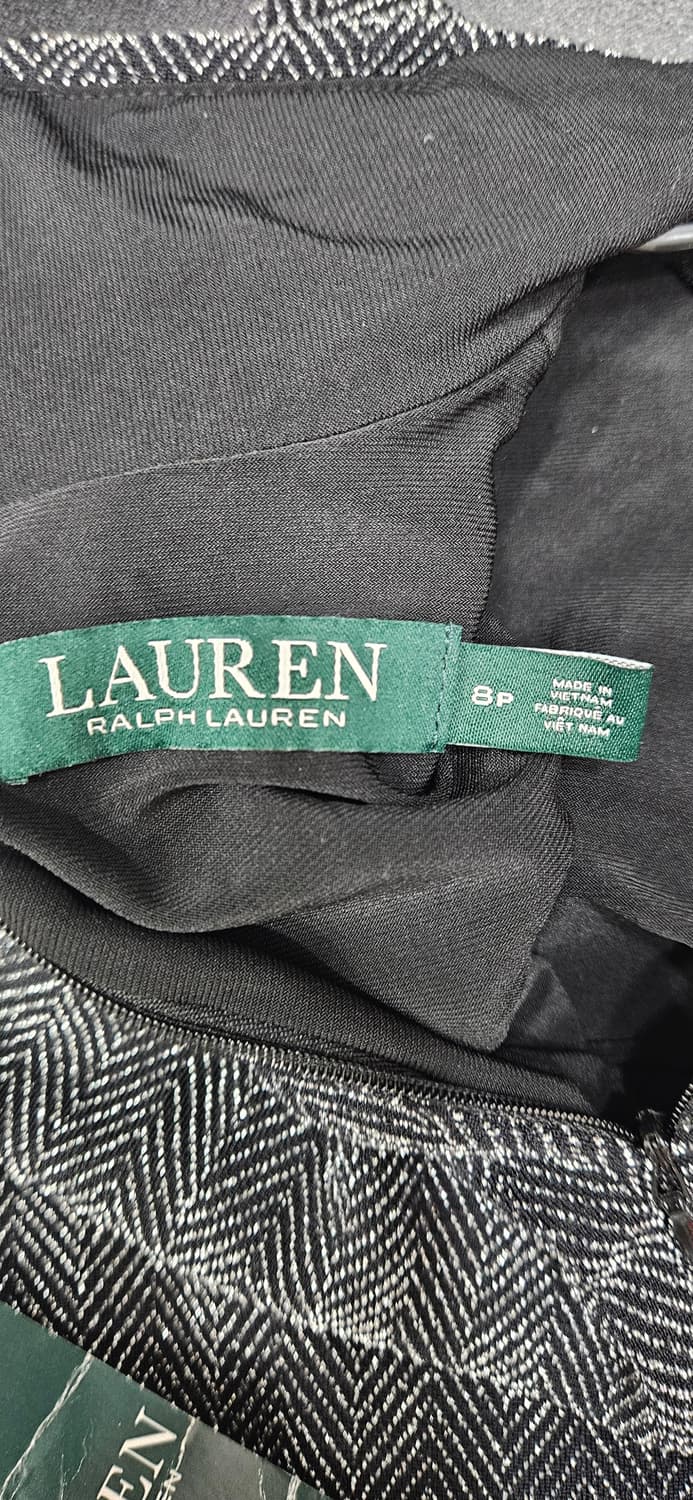 LAUREN
RALPH LAUREN
8P
MADE IN
VIETNAM
FABRIQUÉ AU
VIÊT NAM